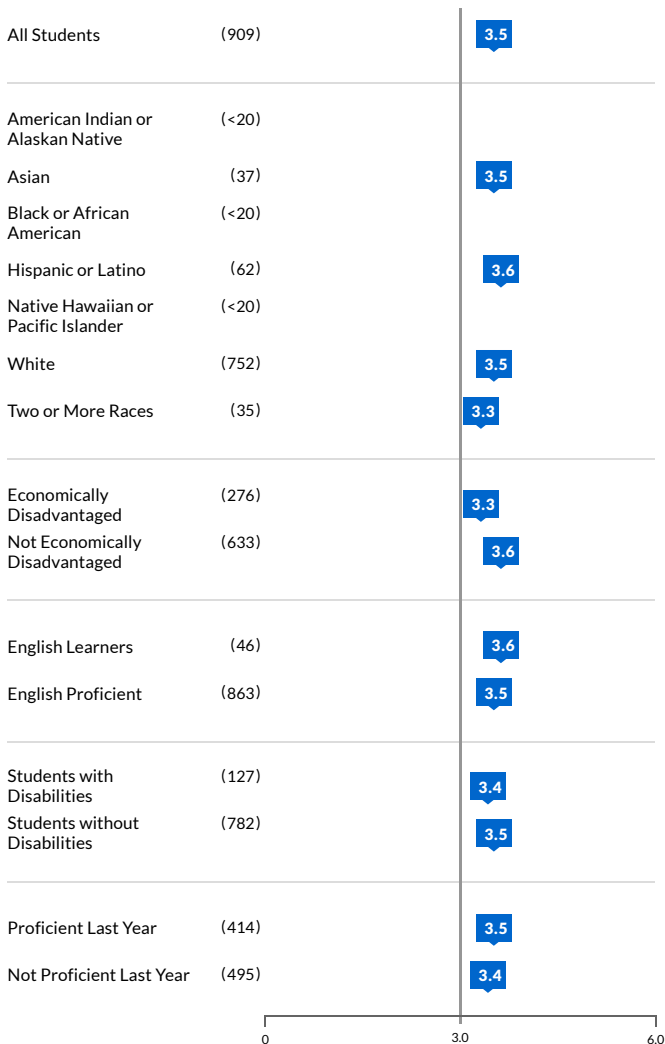 All Students (909) 3.5
American Indian or (<20)
Alaskan Native
Asian (37) 3.5
Black or African (<20)
American
Hispanic or Latino (62) 3.6
Native Hawaiian or (<20)
Pacific Islander
White (752) 3.5
Two or More Races (35) 3.3
Economically (276) 3.3
Disadvantaged
Not Economically (633) 3.6
Disadvantaged
English Learners (46) 3.6
English Proficient (863) 3.5
Students with (127) 3.4
Disabilities
Students without (782) 3.5
Disabilities
Proficient Last Year (414) 3.5
Not Proficient Last Year (495) 3.4
0 3.0 6.0